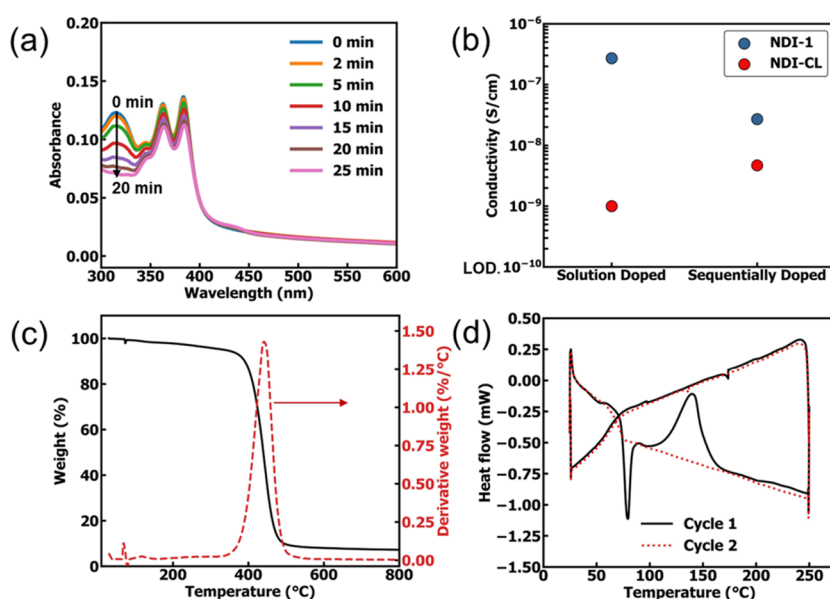 (a)
0.20
0.15
0.10
0.05
0.00
Absorbance
0 min
20 min
0 min
2 min
5 min
10 min
15 min
20 min
25 min
300 350 400 450 500 550 600
Wavelength (nm)
(b)
10⁻⁶
10⁻⁷
10⁻⁸
10⁻⁹
10⁻¹⁰
LOD.
Conductivity (S/cm)
NDI-1
NDI-CL
Solution Doped Sequentially Doped
(c)
100
80
60
40
20
0
Weight (%)
1.50
1.25
1.00
0.75
0.50
0.25
0.00
Derivative weight (%/°C)
200 400 600 800
Temperature (°C)
(d)
0.50
0.25
0.00
−0.25
−0.50
−0.75
−1.00
−1.25
−1.50
Heat flow (mW)
Cycle 1
Cycle 2
0 50 100 150 200 250
Temperature (°C)